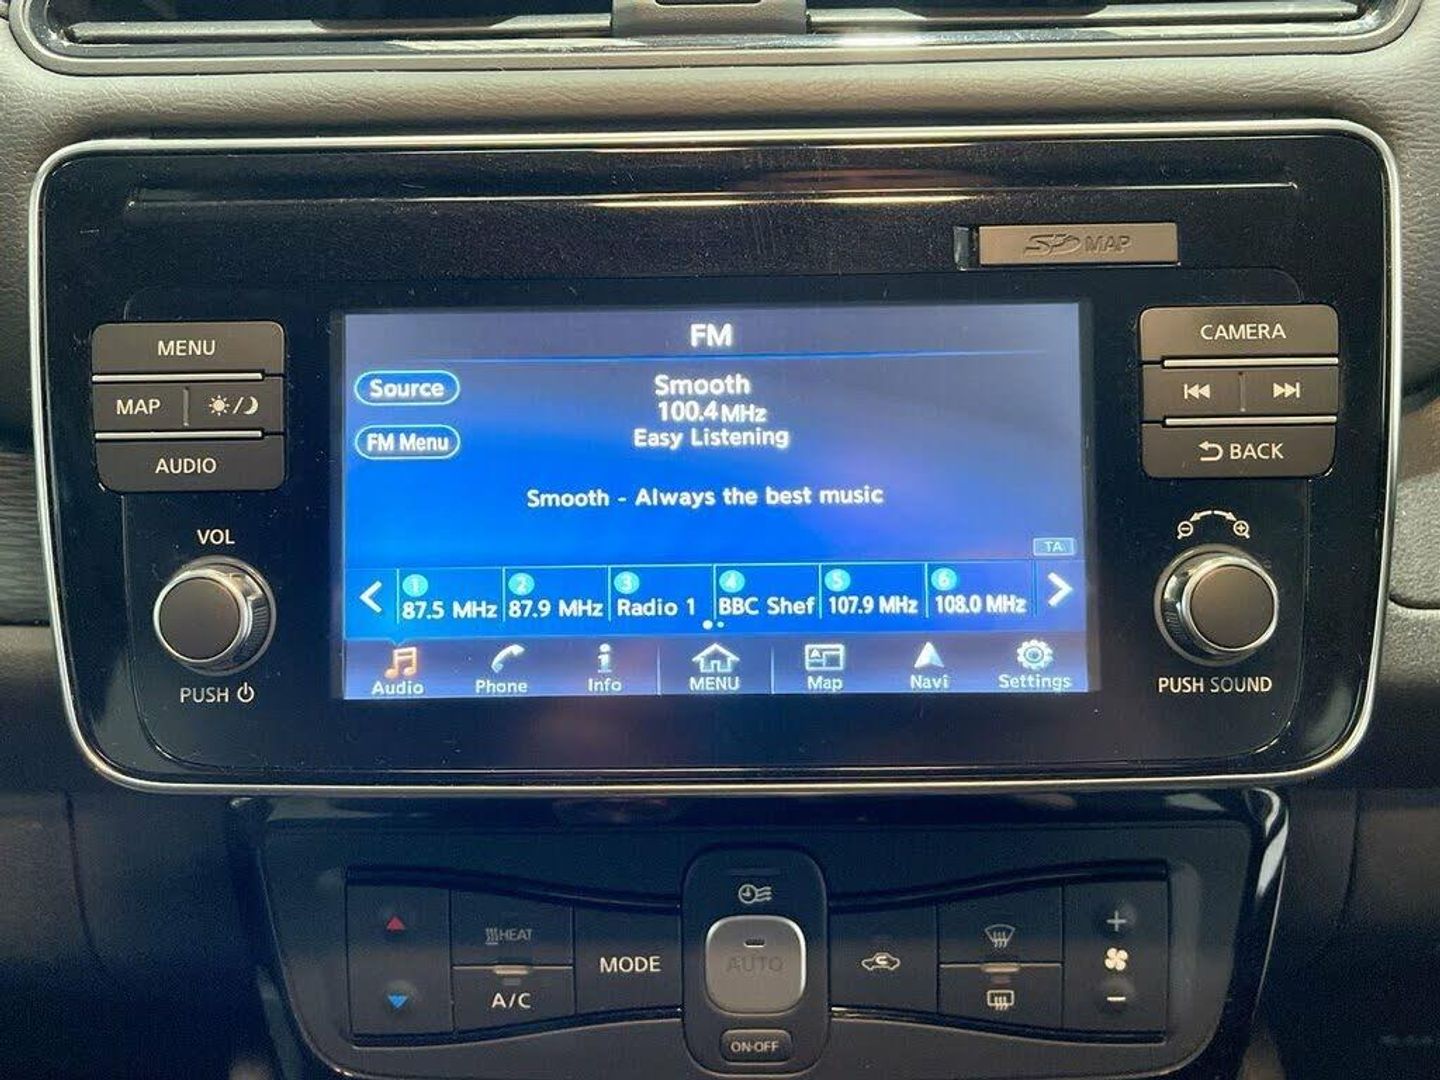 SD MAP
MENU
MAP
AUDIO
VOL
PUSH
FM
Source
Smooth
100.4 MHz
FM Menu
Easy Listening
Smooth - Always the best music
TA
1 2 3 4 5 6
87.5 MHz 87.9 MHz Radio 1 BBC Shef 107.9 MHz 108.0 MHz
Audio Phone Info MENU Map Navi Settings
CAMERA
BACK
PUSH SOUND
HEAT
A/C
MODE
AUTO
ON·OFF
+
−